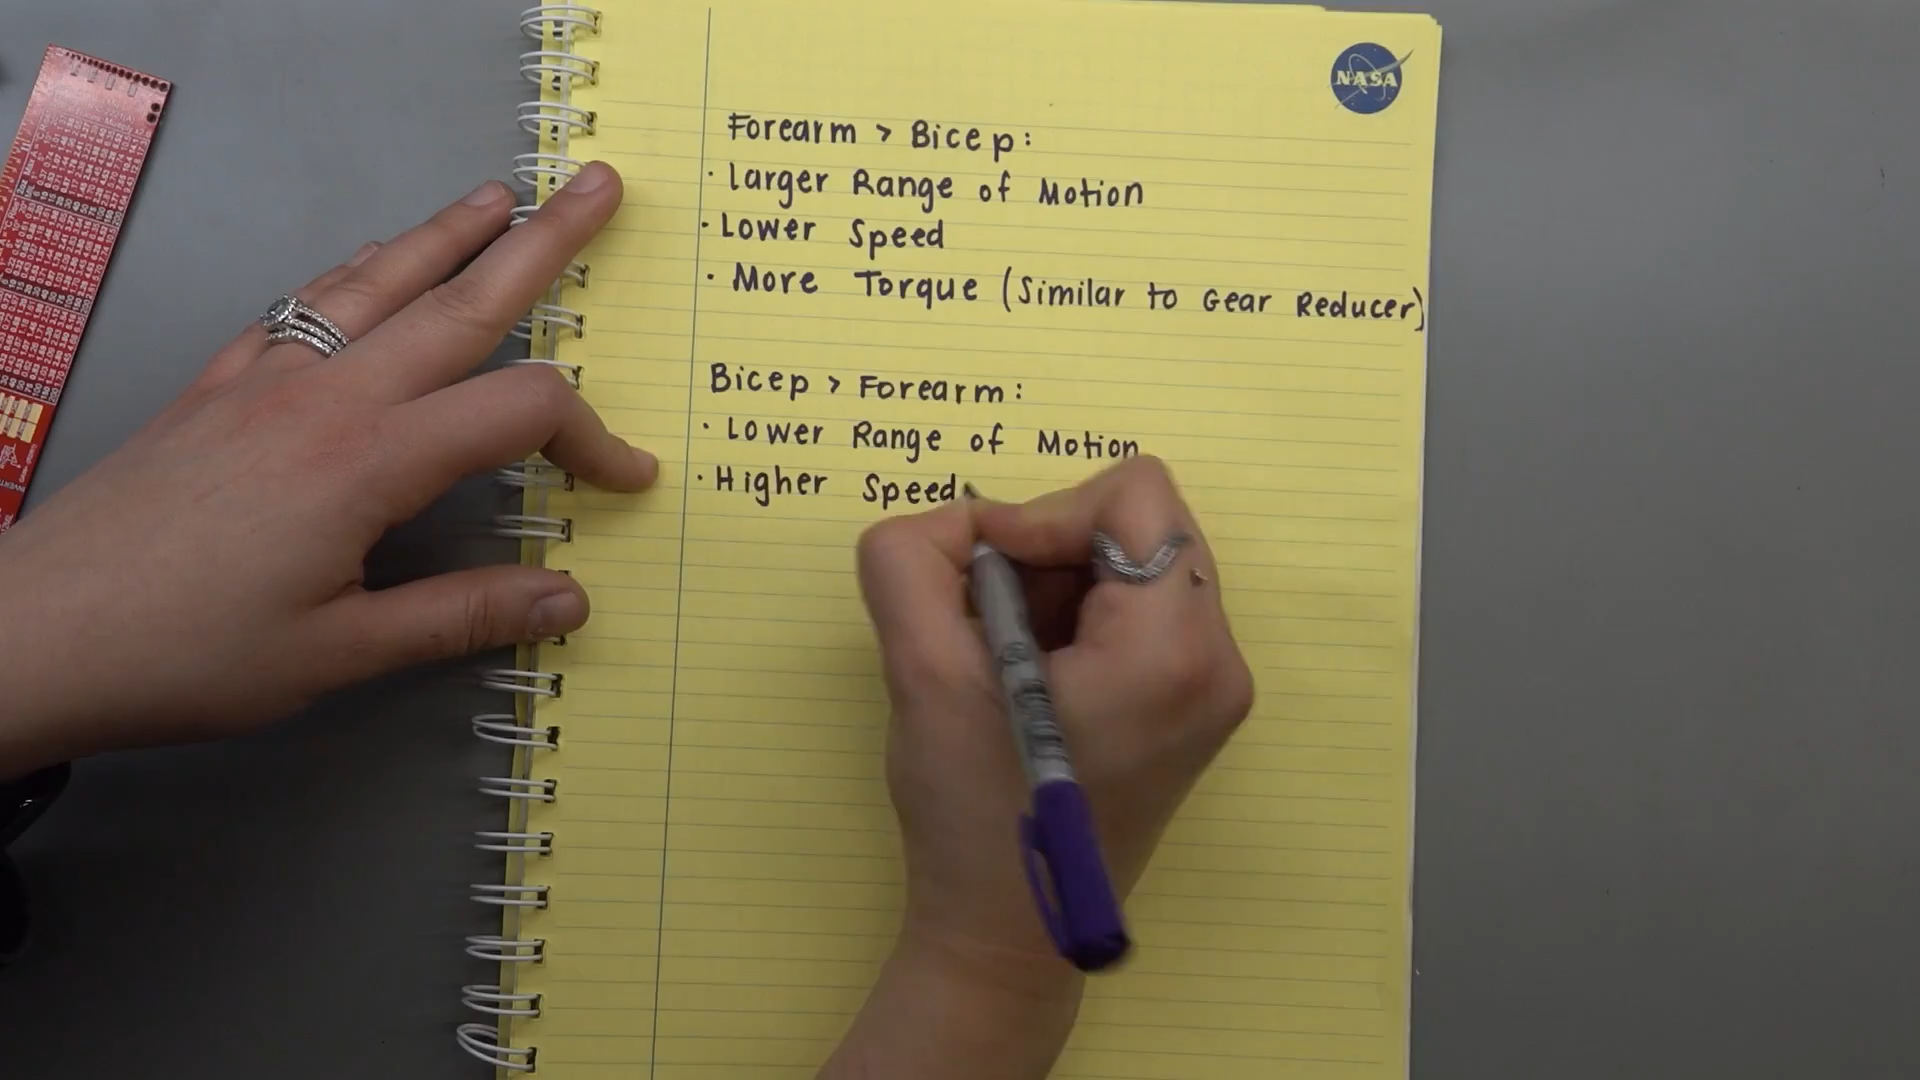 NASA
Forearm > Bicep:
· Larger Range of Motion
· Lower Speed
· More Torque (Similar to Gear Reducer)
Bicep > Forearm:
· Lower Range of Motion
· Higher Speed